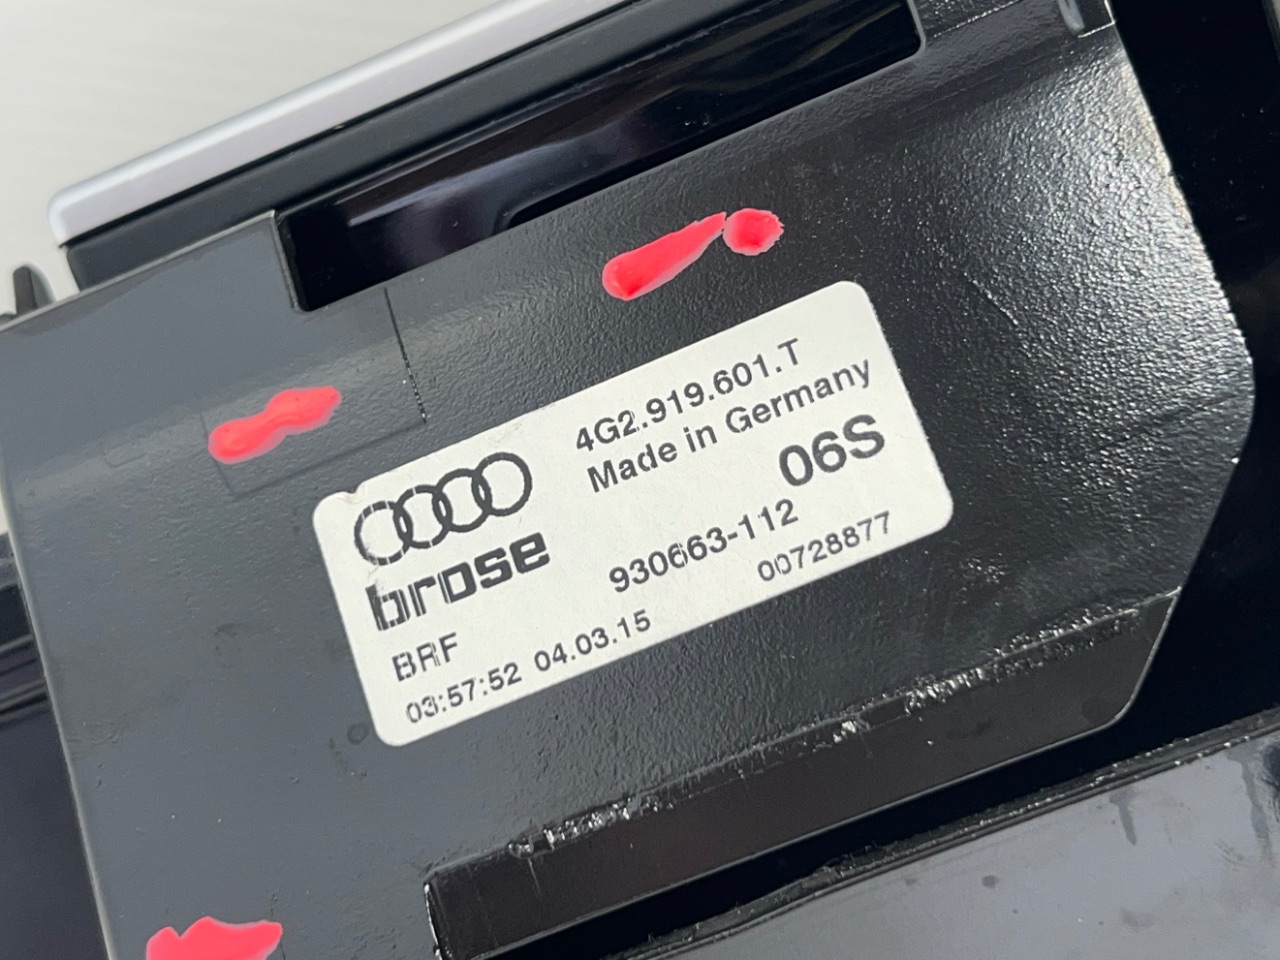 4G2.919.601.T
Made in Germany
06S
brose
930663-112
00728877
BRF
03:57:52 04.03.15